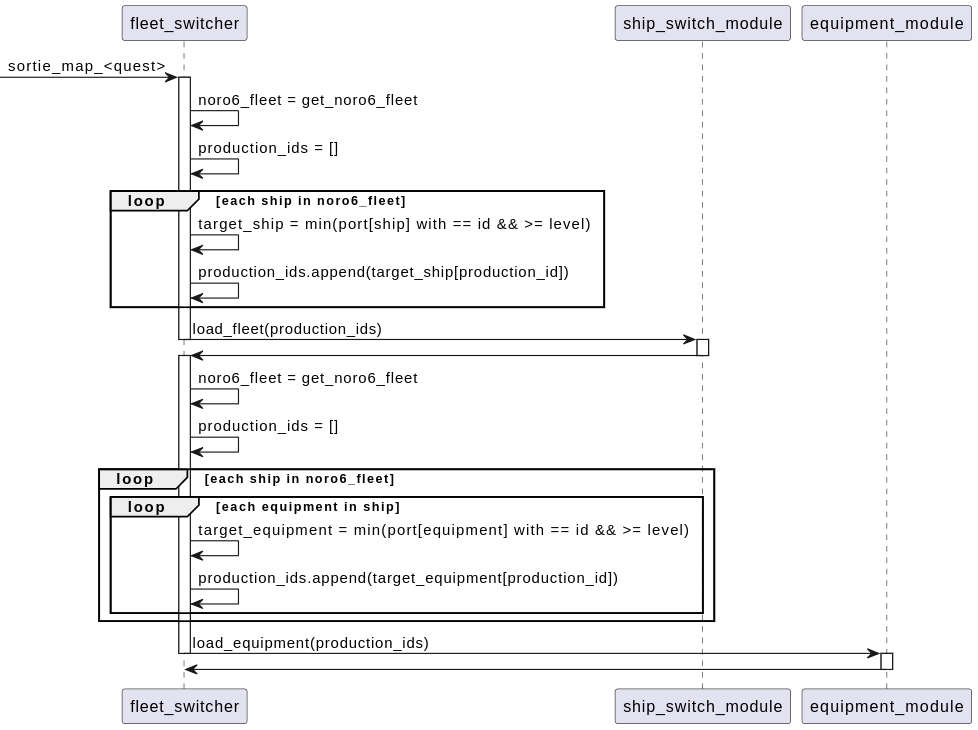 fleet_switcher
ship_switch_module
equipment_module
sortie_map_<quest>
noro6_fleet = get_noro6_fleet
production_ids = []
loop [each ship in noro6_fleet]
target_ship = min(port[ship] with == id && >= level)
production_ids.append(target_ship[production_id])
load_fleet(production_ids)
noro6_fleet = get_noro6_fleet
production_ids = []
loop [each ship in noro6_fleet]
loop [each equipment in ship]
target_equipment = min(port[equipment] with == id && >= level)
production_ids.append(target_equipment[production_id])
load_equipment(production_ids)
fleet_switcher
ship_switch_module
equipment_module